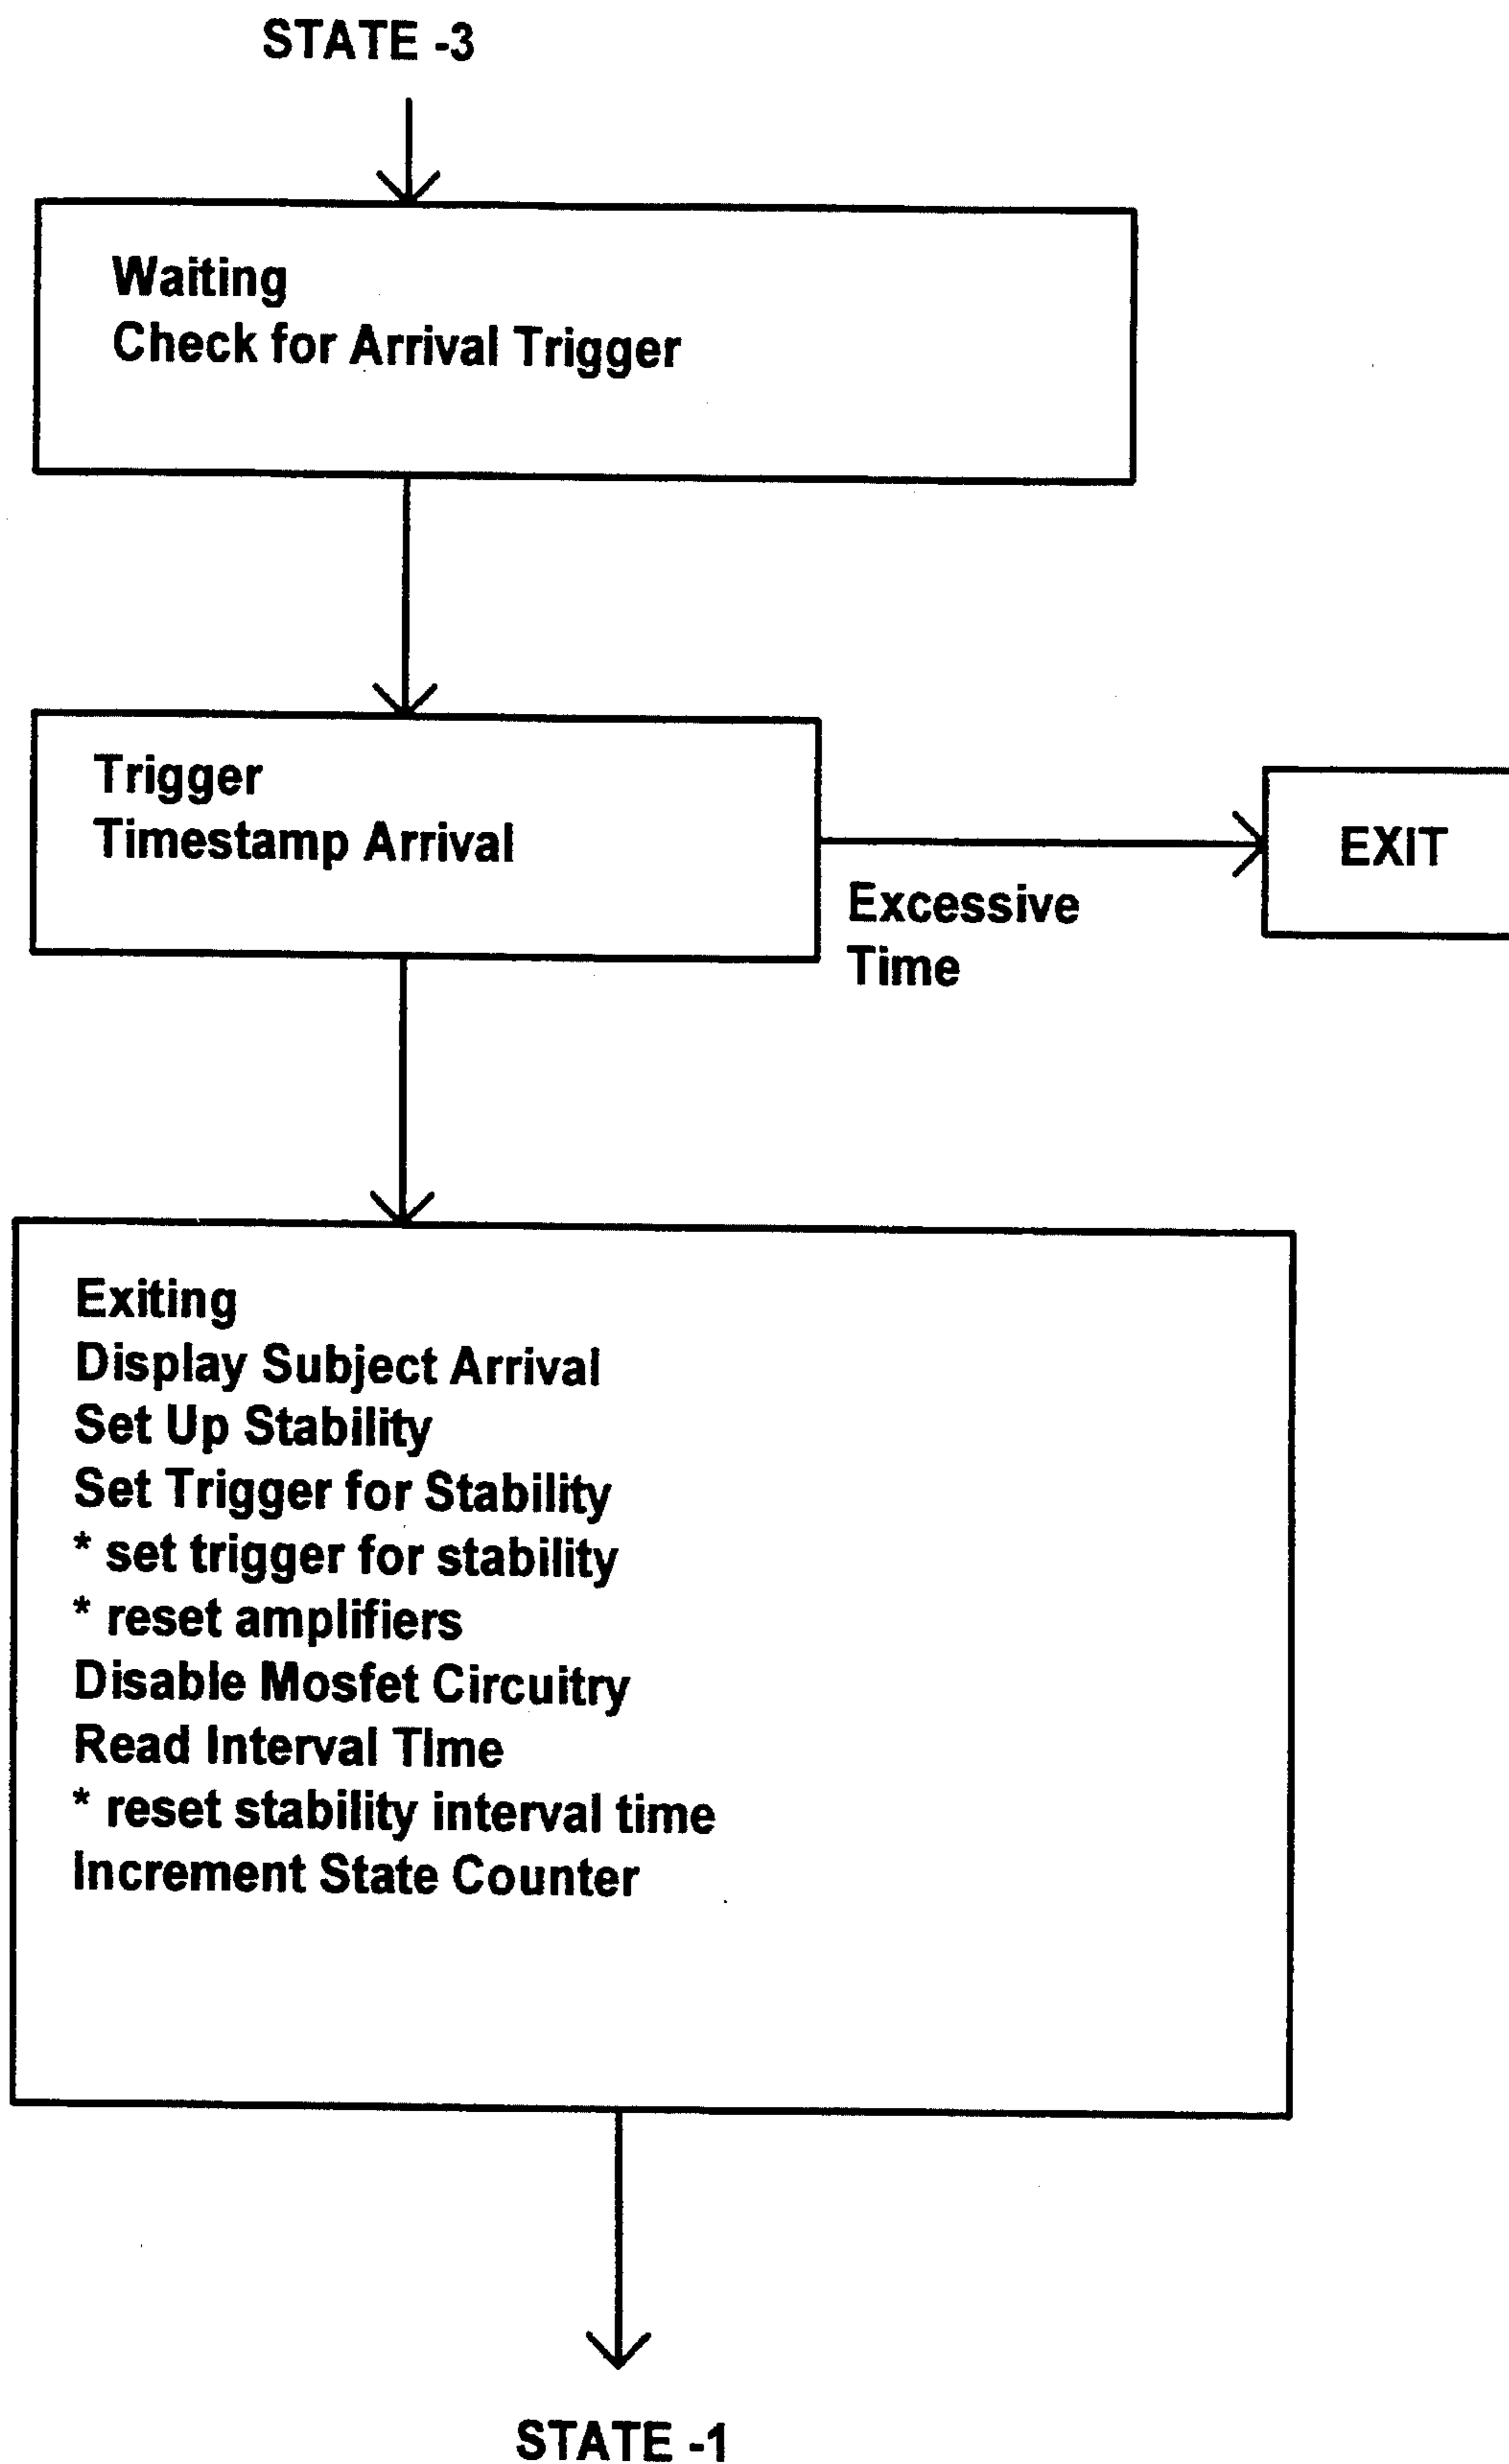 STATE -3
Waiting
Check for Arrival Trigger
Trigger
Timestamp Arrival
EXIT
Excessive
Time
Exiting
Display Subject Arrival
Set Up Stability
Set Trigger for Stability
* set trigger for stability
* reset amplifiers
Disable Mosfet Circuitry
Read Interval Time
* reset stability interval time
Increment State Counter
STATE -1